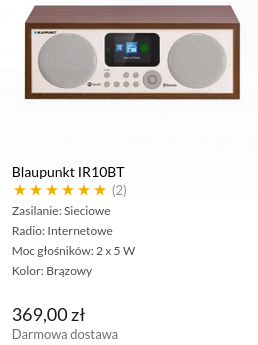 BLAUPUNKT
Blaupunkt IR10BT
(2)
Zasilanie: Sieciowe
Radio: Internetowe
Moc głośników: 2 x 5 W
Kolor: Brązowy
369,00 zł
Darmowa dostawa